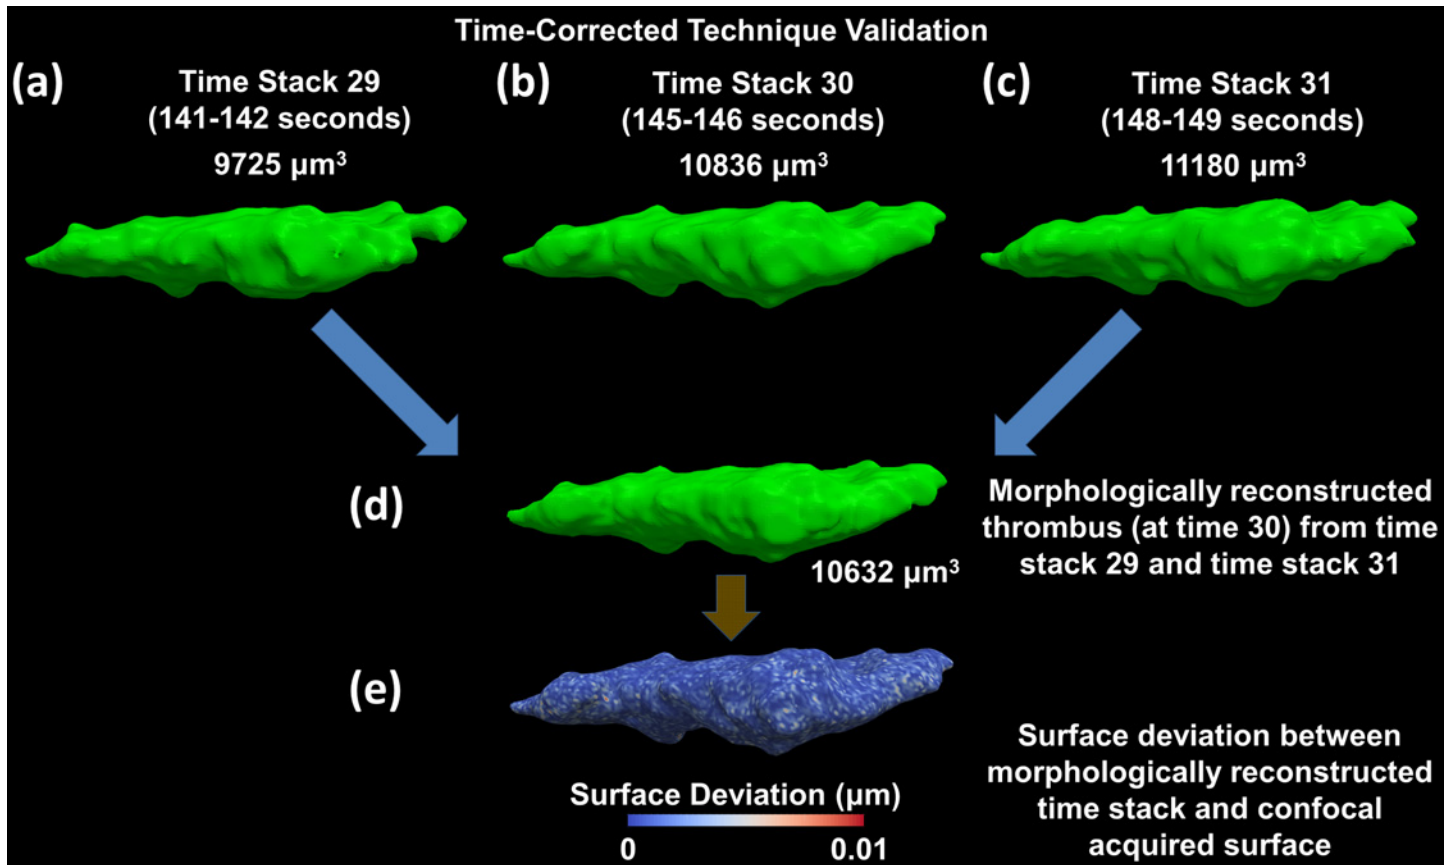 Time-Corrected Technique Validation
(a)
Time Stack 29
(141-142 seconds)
9725 µm³
(b)
Time Stack 30
(145-146 seconds)
10836 µm³
(c)
Time Stack 31
(148-149 seconds)
11180 µm³
(d)
10632 µm³
Morphologically reconstructed
thrombus (at time 30) from time
stack 29 and time stack 31
(e)
Surface Deviation (µm)
0
0.01
Surface deviation between
morphologically reconstructed
time stack and confocal
acquired surface